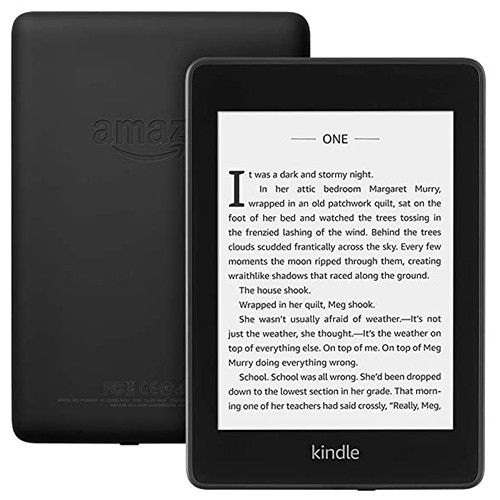 amaz
ONE
It was a dark and stormy night.
In her attic bedroom Margaret Murry,
wrapped in an old patchwork quilt, sat on the
foot of her bed and watched the trees tossing in
the frenzied lashing of the wind. Behind the trees
clouds scudded frantically across the sky. Every few
moments the moon ripped through them, creating
wraithlike shadows that raced along the ground.
The house shook.
Wrapped in her quilt, Meg shook.
She wasn't usually afraid of weather.—It's not
just the weather, she thought.—It's the weather on
top of everything else. On top of me. On top of Meg
Murry doing everything wrong.
School. School was all wrong. She'd been dropped
down to the lowest section in her grade. That morn-
ing one of her teachers had said crossly, "Really, Meg,
kindle